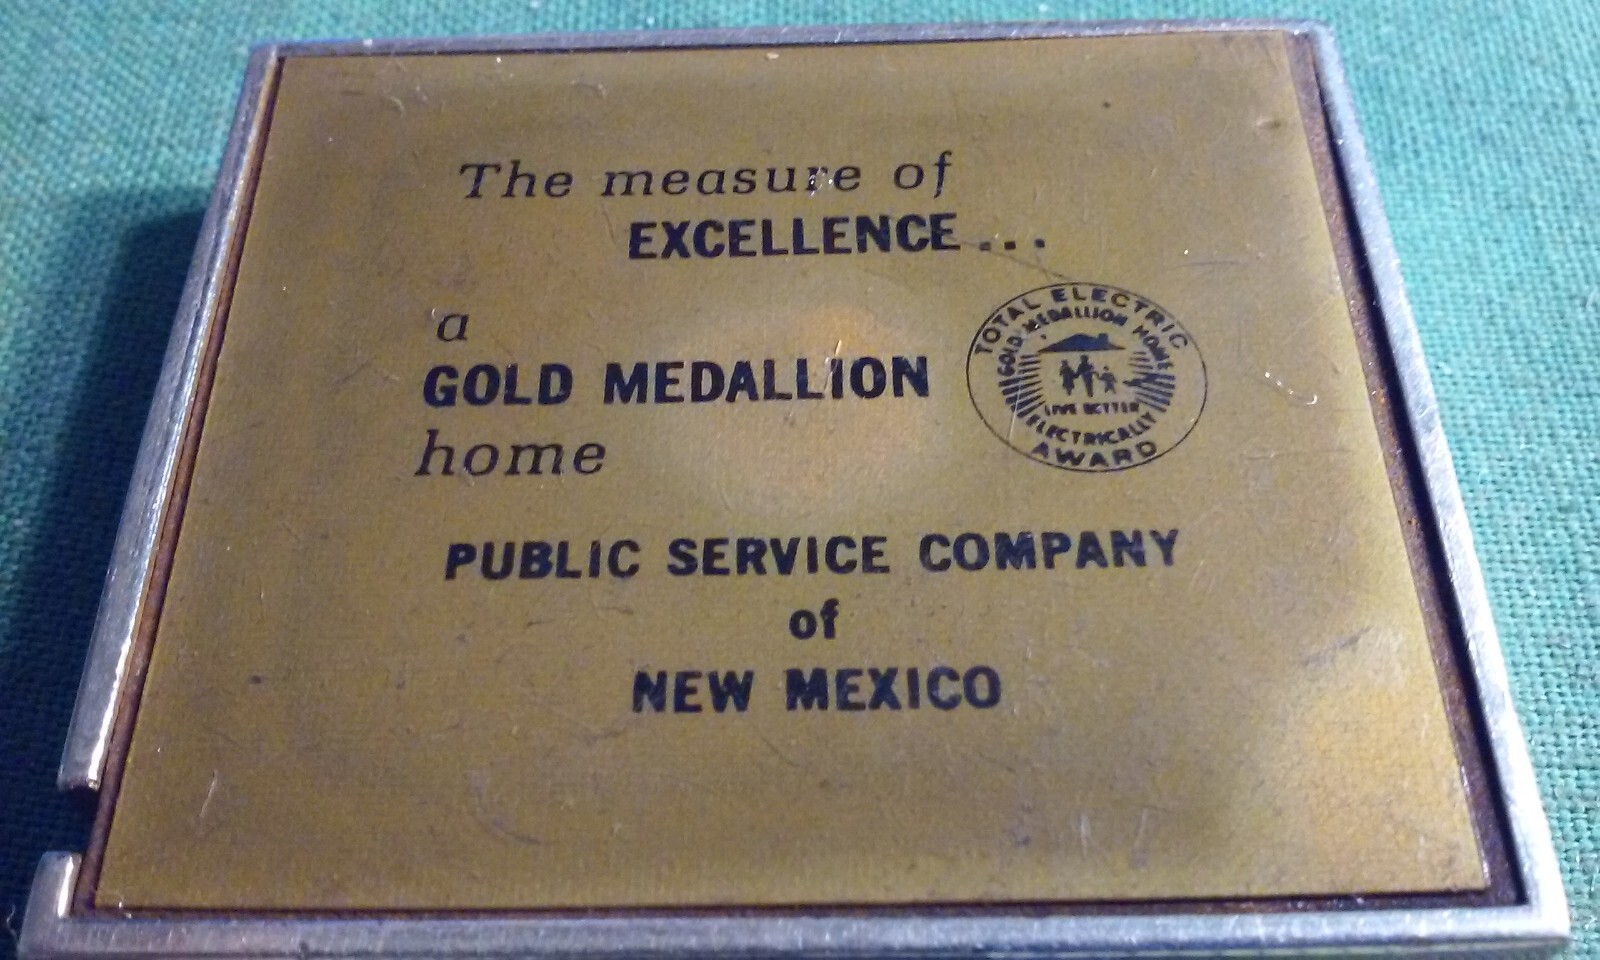 The measure of
EXCELLENCE...
a
GOLD MEDALLION
home
TOTAL ELECTRIC
GOLD MEDALLION HOME
LIVE BETTER
ELECTRICALLY
AWARD
PUBLIC SERVICE COMPANY
of
NEW MEXICO